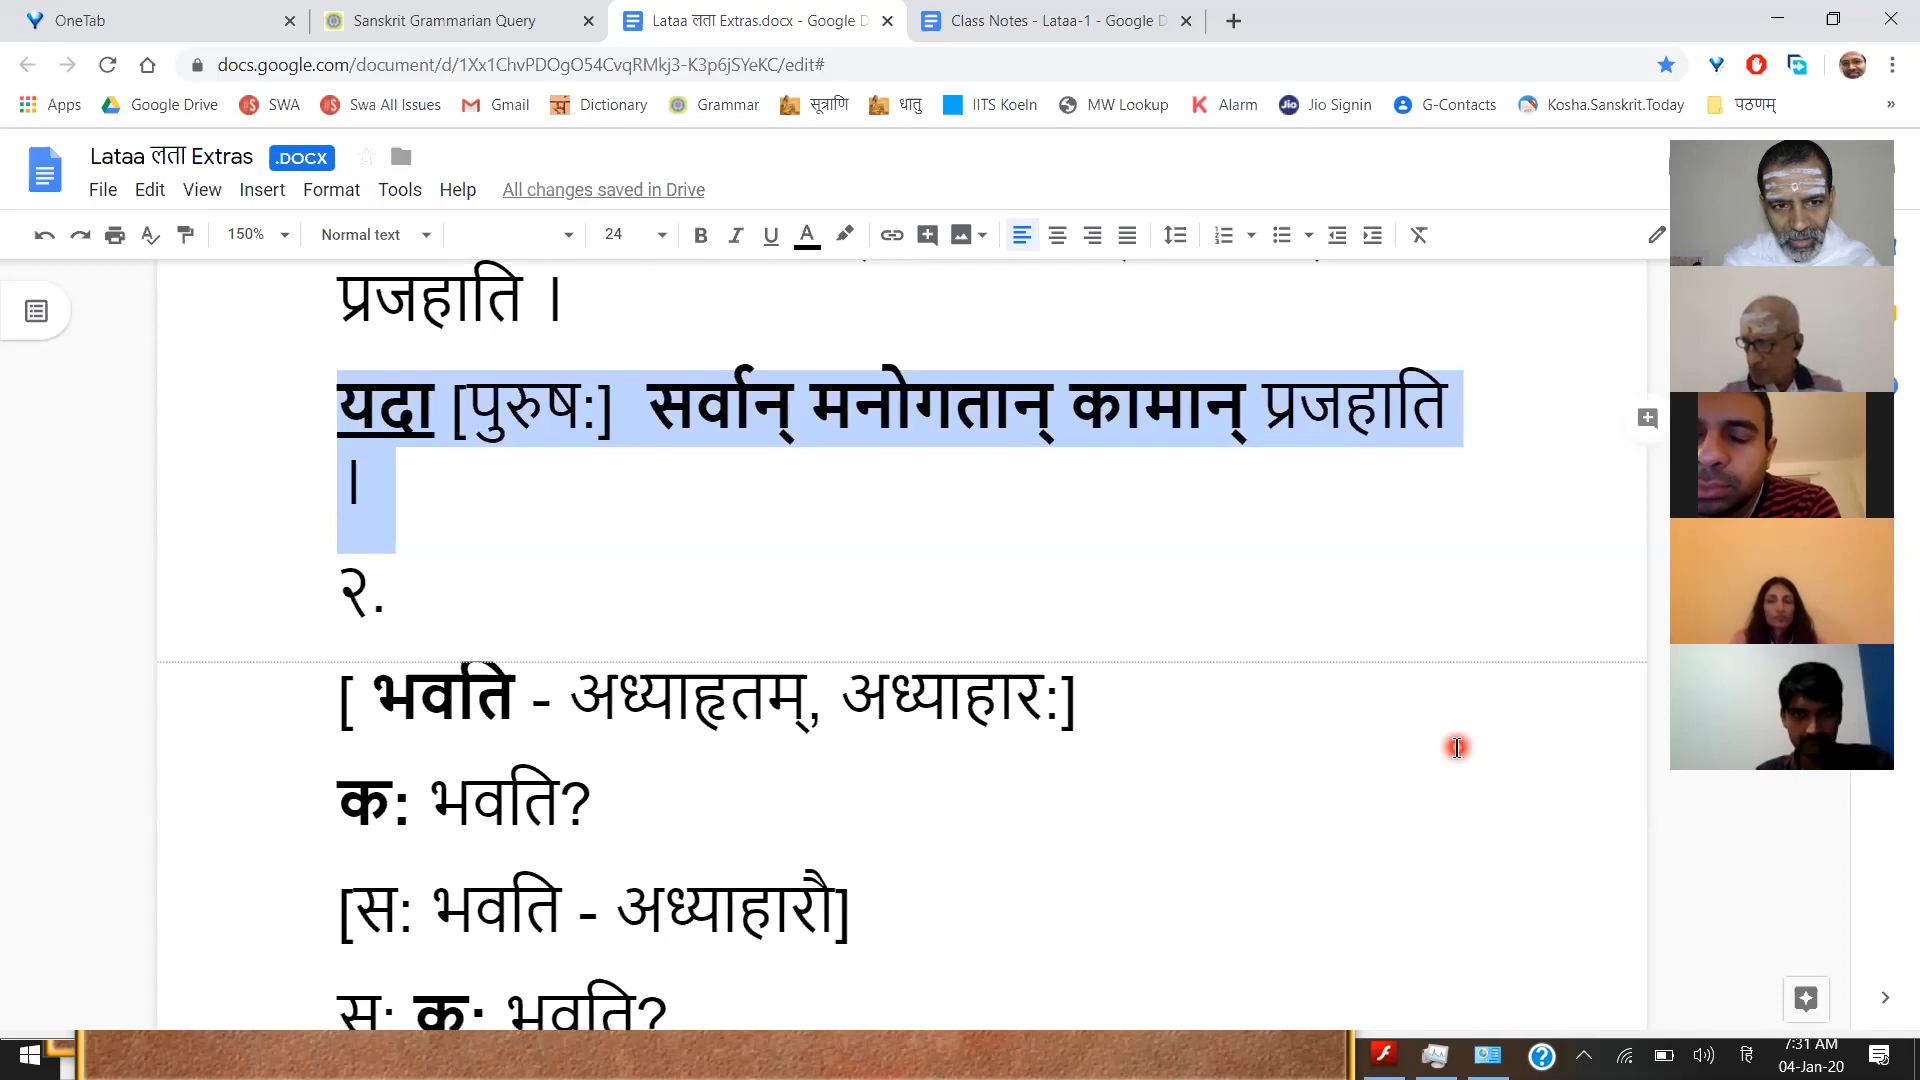 OneTab
Sanskrit Grammarian Query
Lataa लता Extras.docx - Google D
Class Notes - Lataa-1 - Google D
docs.google.com/document/d/1Xx1ChvPDOgO54CvqRMkj3-K3p6jSYeKC/edit#
Apps Google Drive SWA Swa All Issues Gmail Dictionary Grammar सूत्राणि धातु IITS Koeln MW Lookup Alarm Jio Signin G-Contacts Kosha.Sanskrit.Today पठणम् »
Lataa लता Extras .DOCX
File Edit View Insert Format Tools Help All changes saved in Drive
150% Normal text 24 B I U A
प्रजहाति ।
यदा [पुरुष:] सर्वान् मनोगतान् कामान् प्रजहाति
।
२.
[ भवति - अध्याहृतम्, अध्याहार:]
क: भवति?
[स: भवति - अध्याहारौ]
स: क: भवति?
हि
7:31 AM
04-Jan-20